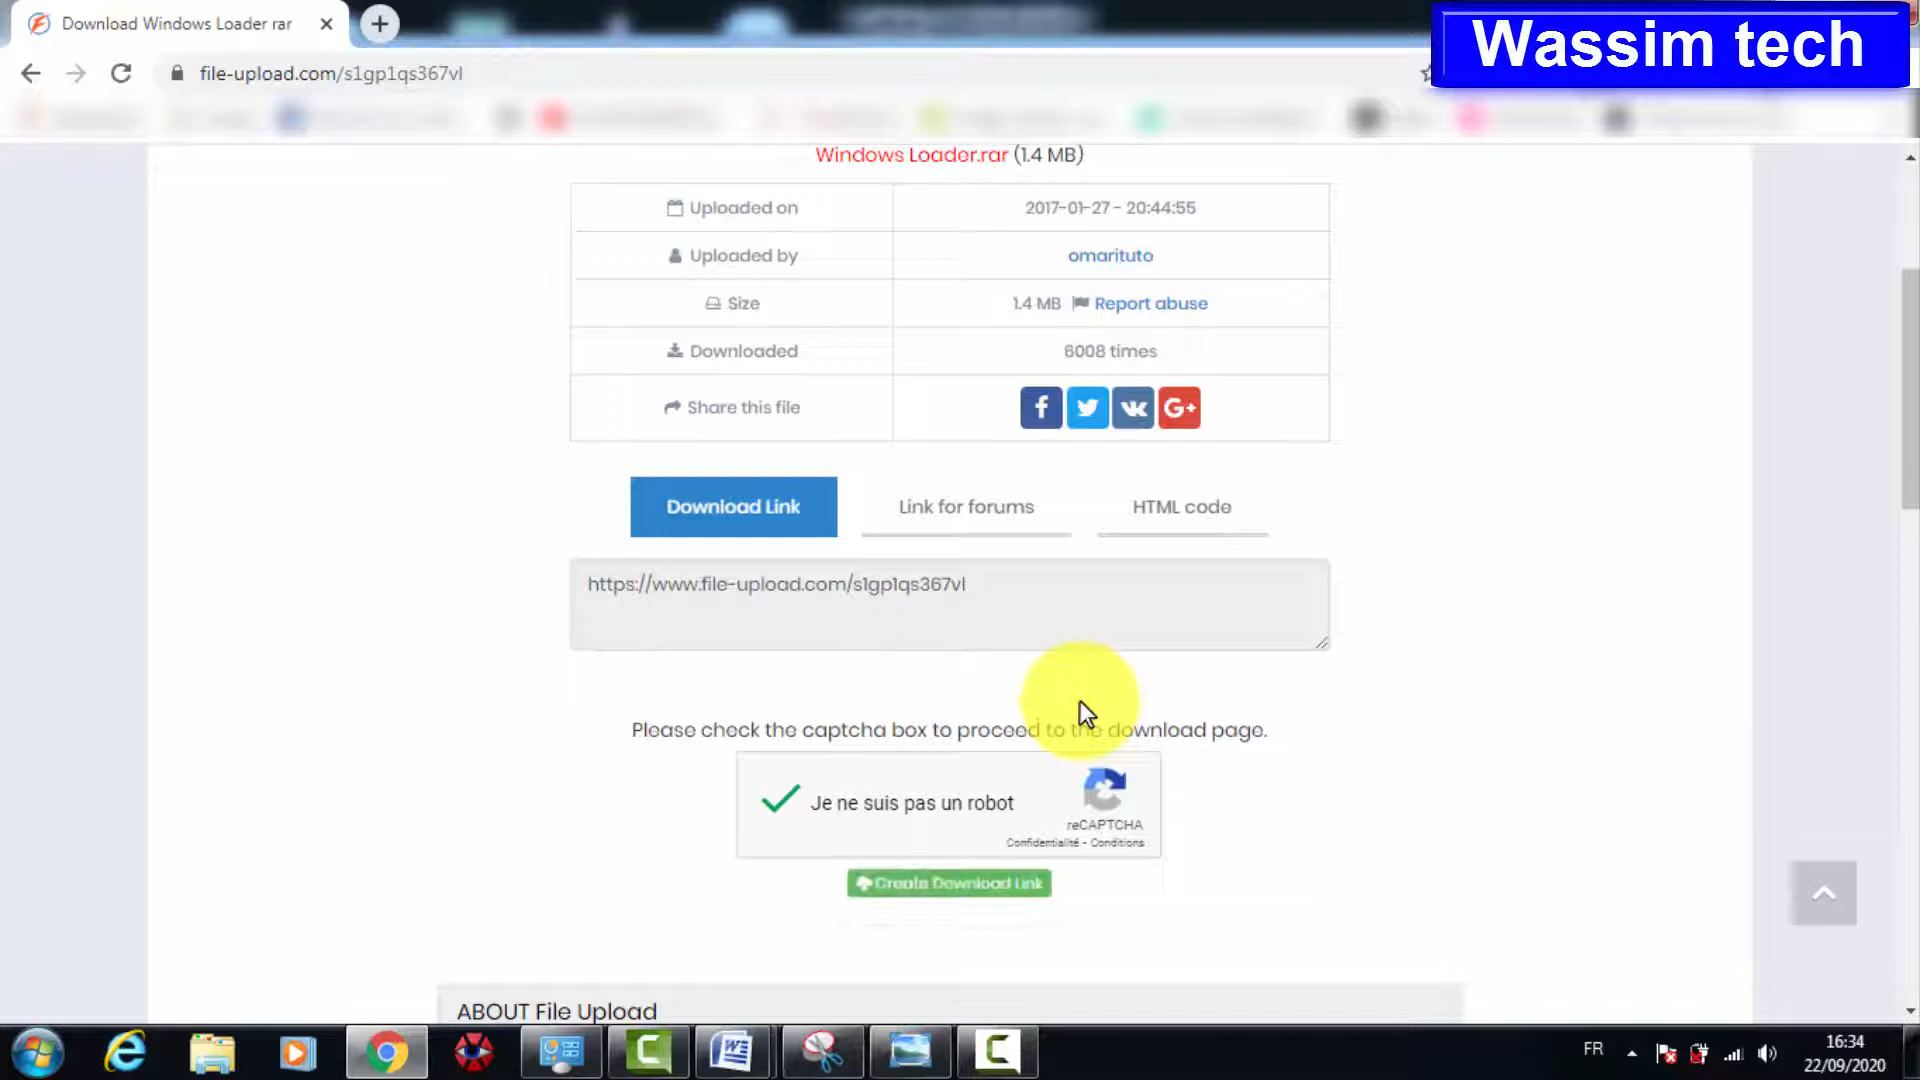 Download Windows Loader rar
Wassim tech
file-upload.com/s1gp1qs367vl
Windows Loader.rar (1.4 MB)
Uploaded on 2017-01-27 - 20:44:55
Uploaded by omarituto
Size 1.4 MB Report abuse
Downloaded 6008 times
Share this file f G+
Download Link Link for forums HTML code
https://www.file-upload.com/s1gp1qs367vl
Please check the captcha box to proceed to the download page.
Je ne suis pas un robot
reCAPTCHA
Confidentialité - Conditions
Create Download Link
ABOUT File Upload
FR
16:34
22/09/2020